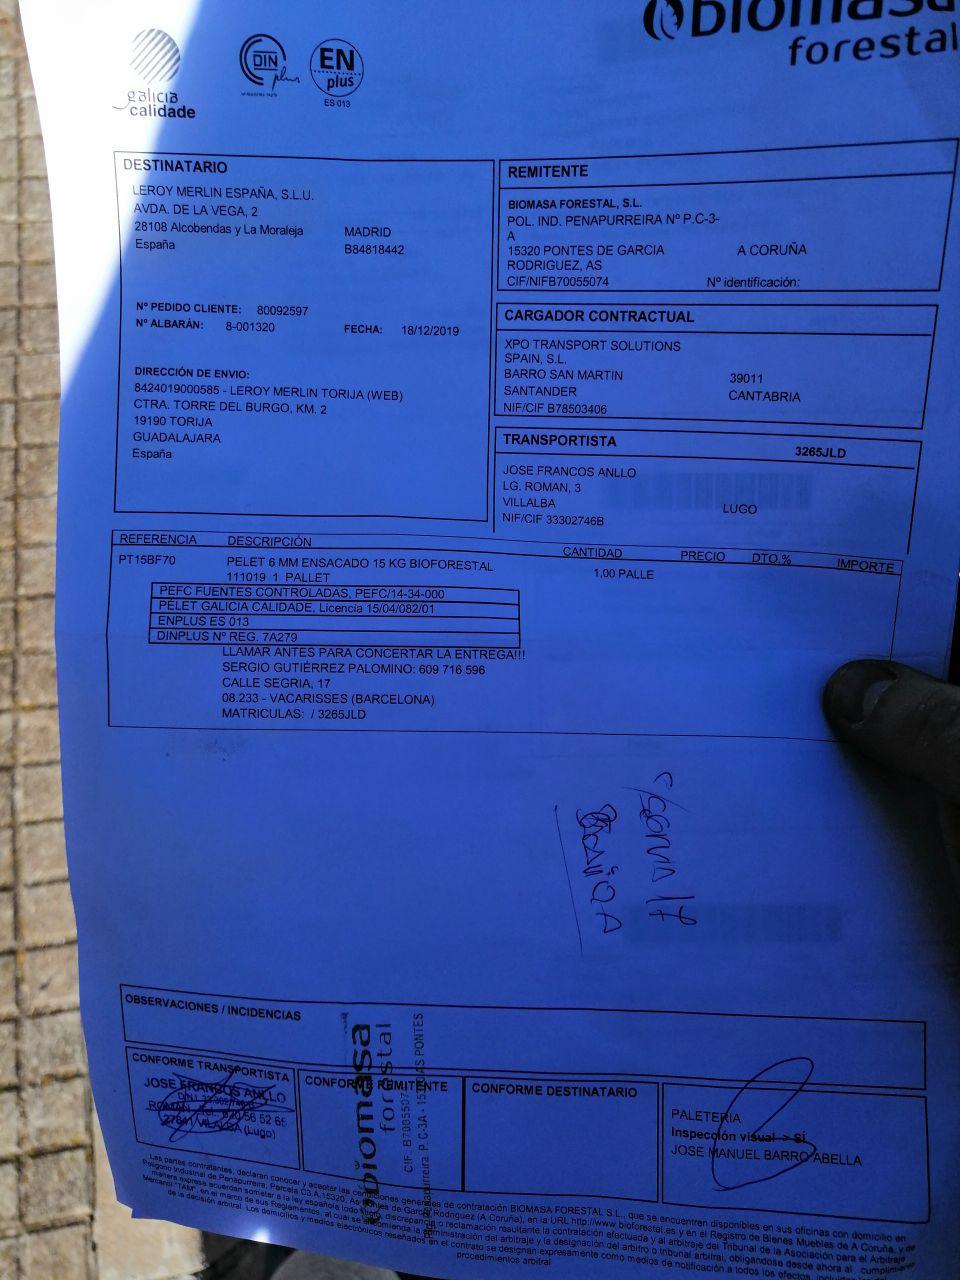 biomasa
forestal
galicia
calidade
DIN
plus
EN
plus
ES 013
DESTINATARIO
LEROY MERLIN ESPAÑA, S.L.U.
AVDA. DE LA VEGA, 2
28108 Alcobendas y La Moraleja MADRID
España B84818442
Nº PEDIDO CLIENTE: 80092597
Nº ALBARÁN: 8-001320 FECHA: 18/12/2019
DIRECCIÓN DE ENVIO:
8424019000585 - LEROY MERLIN TORIJA (WEB)
CTRA. TORRE DEL BURGO, KM. 2
19190 TORIJA
GUADALAJARA
España
REMITENTE
BIOMASA FORESTAL, S.L.
POL. IND. PENAPURREIRA Nº P.C-3-
A
15320 PONTES DE GARCIA A CORUÑA
RODRIGUEZ, AS
CIF/NIFB70055074 Nº identificación:
CARGADOR CONTRACTUAL
XPO TRANSPORT SOLUTIONS
SPAIN, S.L.
BARRO SAN MARTIN 39011
SANTANDER CANTABRIA
NIF/CIF B78503406
TRANSPORTISTA 3265JLD
JOSE FRANCOS ANLLO
LG. ROMAN, 3
VILLALBA LUGO
NIF/CIF 33302746B
REFERENCIA DESCRIPCIÓN CANTIDAD PRECIO DTO.% IMPORTE
PT15BF70 PELET 6 MM ENSACADO 15 KG BIOFORESTAL 1,00 PALLE
111019 1 PALLET
PEFC FUENTES CONTROLADAS, PEFC/14-34-000
PÉLET GALICIA CALIDADE, Licencia 15/04/082/01
ENPLUS ES 013
DINPLUS Nº REG. 7A279
LLAMAR ANTES PARA CONCERTAR LA ENTREGA!!!
SERGIO GUTIÉRREZ PALOMINO: 609 716 596
CALLE SEGRIA, 17
08.233 - VACARISSES (BARCELONA)
MATRICULAS: / 3265JLD
OBSERVACIONES / INCIDENCIAS
CONFORME TRANSPORTISTA
JOSE FRANCOS ANLLO
27841 VILALBA (Lugo)
CONFORME REMITENTE
biomasa
forestal
CONFORME DESTINATARIO
PALETERIA
Inspección visual -> SÍ
JOSE MANUEL BARRO ABELLA
Las partes contratantes, declaran conocer y aceptar las condiciones generales de contratación BIOMASA FORESTAL S.L., que se encuentran disponibles en sus oficinas con domicilio en
Polígono Industrial de Penapurreira, Parcela C3 A,15320, As Pontes de García Rodríguez (A Coruña), en la URL http://www.bioforestal.es y en el Registro de Bienes Muebles de A Coruña, y de
manera expresa acuerdan someter a la ley española todo litigio, discrepancia o reclamación resultante la contratación efectuada y al arbitraje del Tribunal de la Asociación para el Arbitraje
Mercantil "TAM", en el marco de sus Reglamentos, al cual se encomienda la administración del arbitraje y la designación del arbitro o tribunal arbitral, obligandose desde ahora al cumplimiento
de la decisión arbitral. Los domicilios y medios electrónicos reseñados en el contrato se designan expresamente como medios de notificación a todos los efectos,
procedimientos arbitral